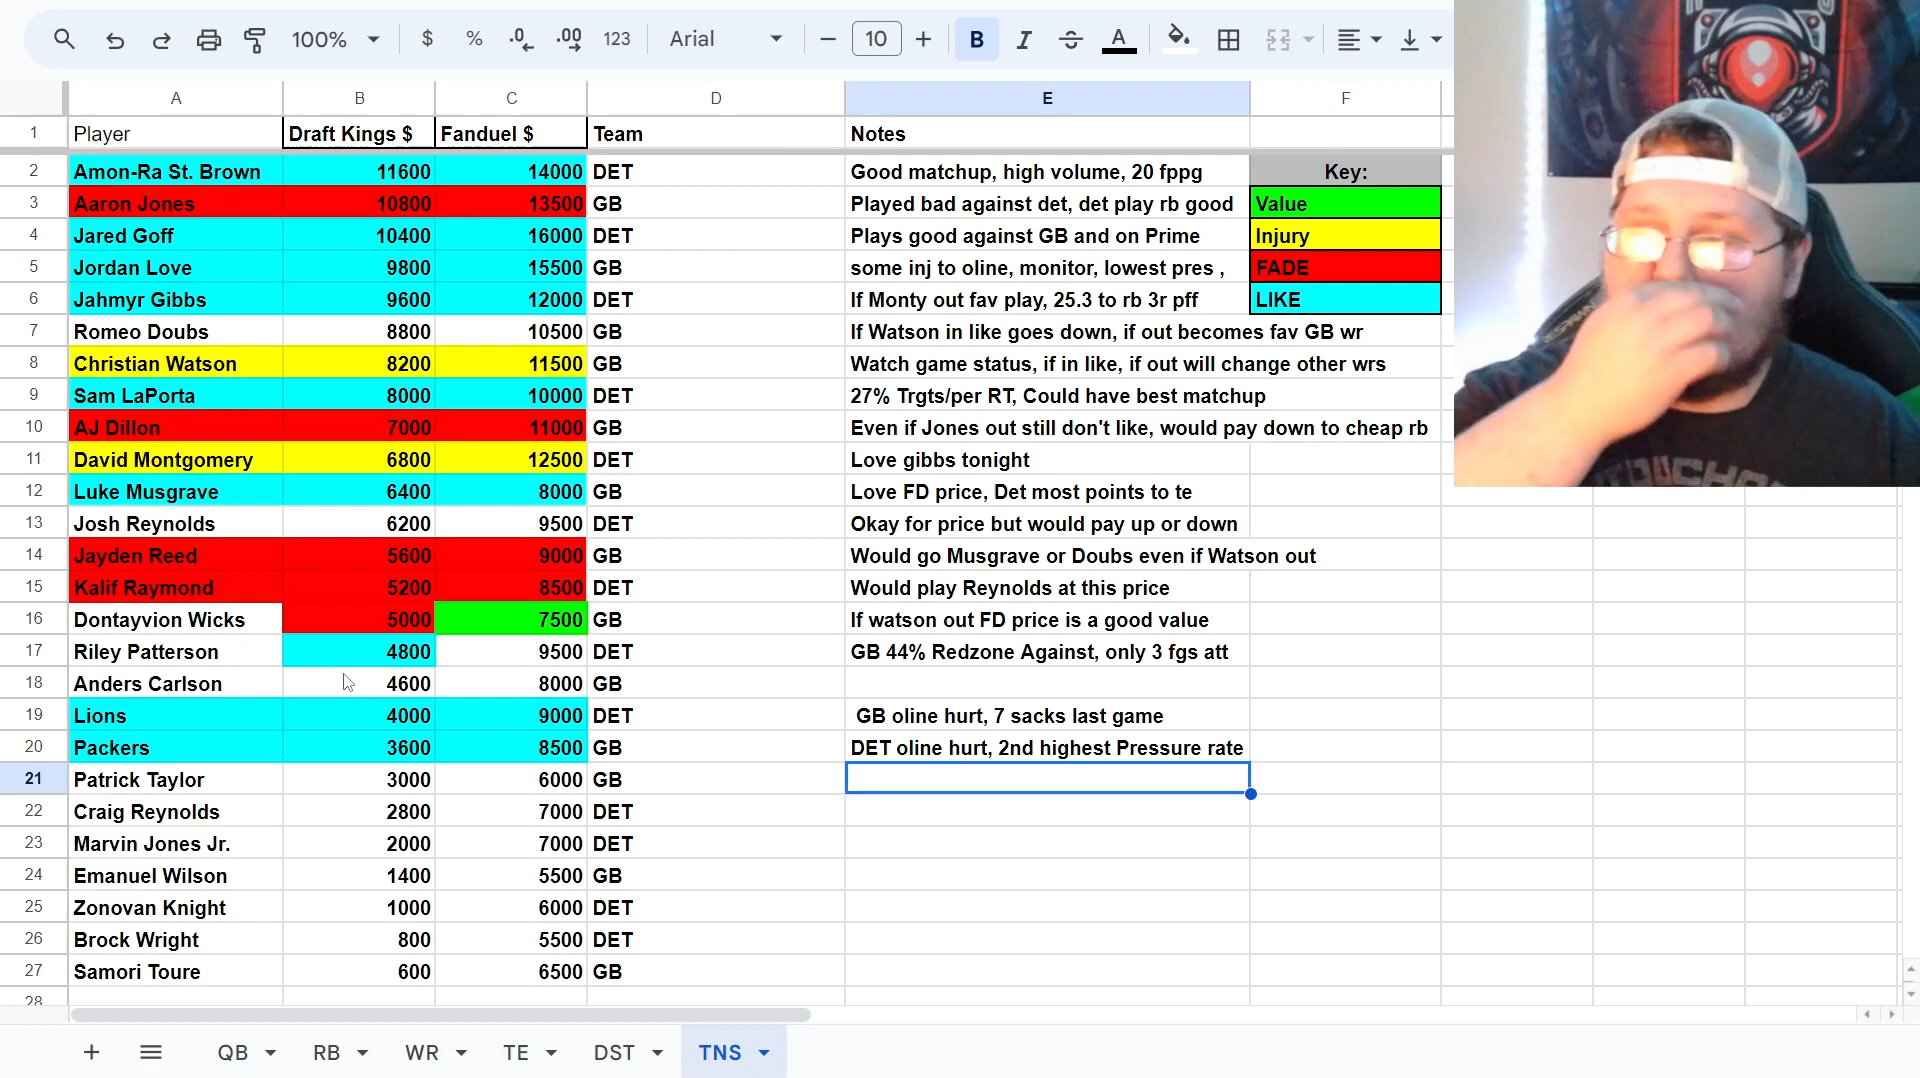 100% $ % .0 .00 123 Arial 10 B I A
A B C D E F
1 Player Draft Kings $ Fanduel $ Team Notes
2 Amon-Ra St. Brown 11600 14000 DET Good matchup, high volume, 20 fppg Key:
3 Aaron Jones 10800 13500 GB Played bad against det, det play rb good Value
4 Jared Goff 10400 16000 DET Plays good against GB and on Prime Injury
5 Jordan Love 9800 15500 GB some inj to oline, monitor, lowest pres , FADE
6 Jahmyr Gibbs 9600 12000 DET If Monty out fav play, 25.3 to rb 3r pff LIKE
7 Romeo Doubs 8800 10500 GB If Watson in like goes down, if out becomes fav GB wr
8 Christian Watson 8200 11500 GB Watch game status, if in like, if out will change other wrs
9 Sam LaPorta 8000 10000 DET 27% Trgts/per RT, Could have best matchup
10 AJ Dillon 7000 11000 GB Even if Jones out still don't like, would pay down to cheap rb
11 David Montgomery 6800 12500 DET Love gibbs tonight
12 Luke Musgrave 6400 8000 GB Love FD price, Det most points to te
13 Josh Reynolds 6200 9500 DET Okay for price but would pay up or down
14 Jayden Reed 5600 9000 GB Would go Musgrave or Doubs even if Watson out
15 Kalif Raymond 5200 8500 DET Would play Reynolds at this price
16 Dontayvion Wicks 5000 7500 GB If watson out FD price is a good value
17 Riley Patterson 4800 9500 DET GB 44% Redzone Against, only 3 fgs att
18 Anders Carlson 4600 8000 GB
19 Lions 4000 9000 DET GB oline hurt, 7 sacks last game
20 Packers 3600 8500 GB DET oline hurt, 2nd highest Pressure rate
21 Patrick Taylor 3000 6000 GB
22 Craig Reynolds 2800 7000 DET
23 Marvin Jones Jr. 2000 7000 DET
24 Emanuel Wilson 1400 5500 GB
25 Zonovan Knight 1000 6000 DET
26 Brock Wright 800 5500 DET
27 Samori Toure 600 6500 GB
28
QB RB WR TE DST TNS